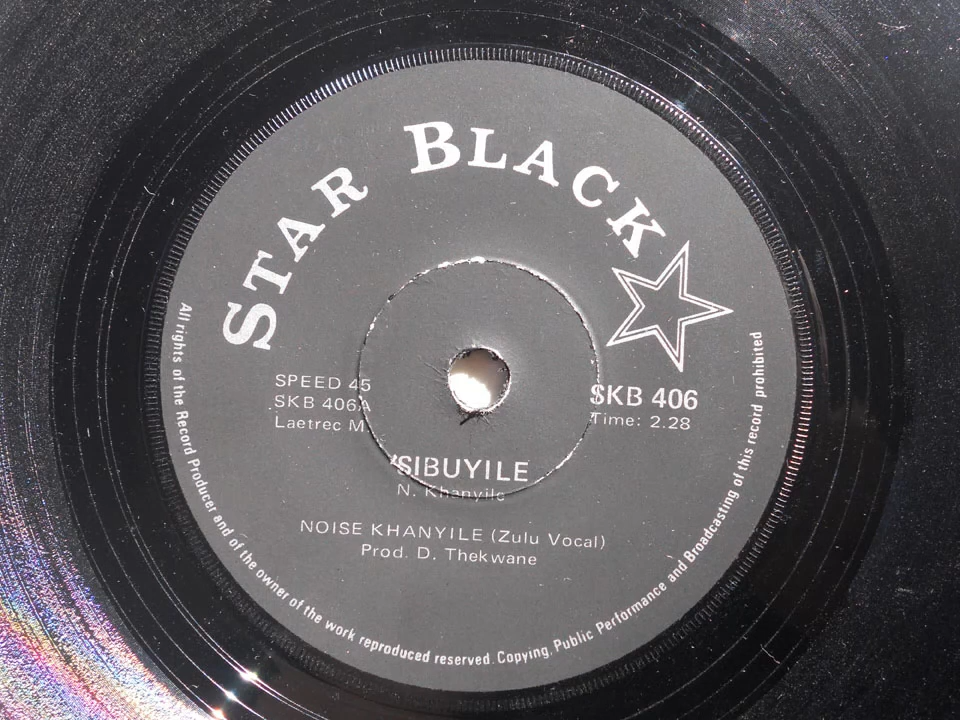 STAR BLACK
SPEED 45
SKB 406A
Laetrec M
SKB 406
Time: 2.28
'SIBUYILE
N. Khanyile
NOISE KHANYILE (Zulu Vocal)
Prod. D. Thekwane
All rights of the Record Producer and of the owner of the work reproduced reserved. Copying, Public Performance and Broadcasting of this record prohibited